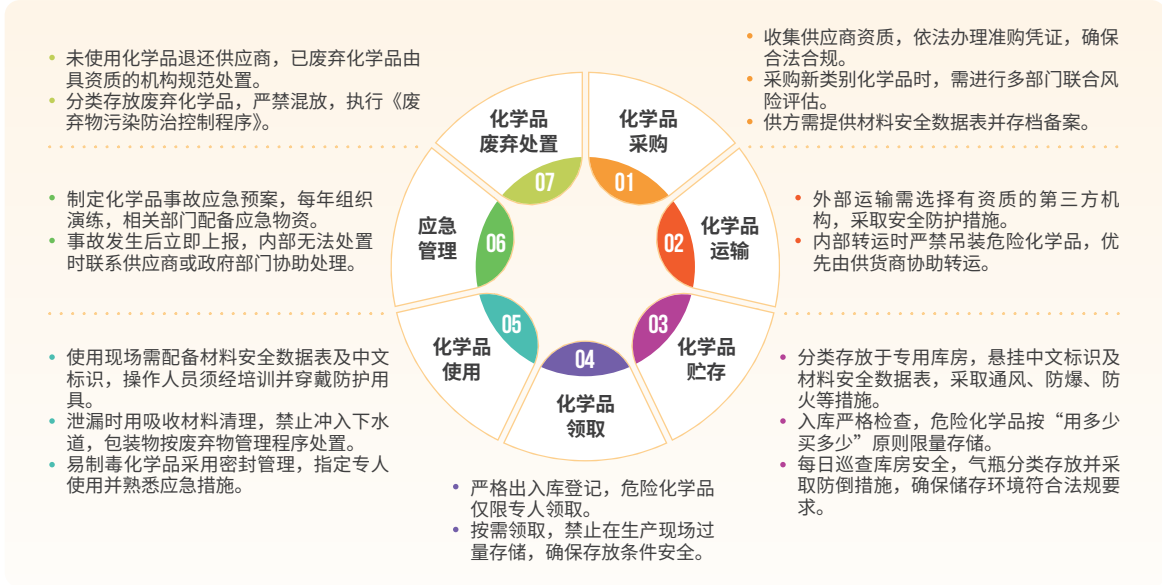 • 收集供应商资质，依法办理准购凭证，确保
合法合规。
• 采购新类别化学品时，需进行多部门联合风
险评估。
• 供方需提供材料安全数据表并存档备案。
化学品
采购
01
• 外部运输需选择有资质的第三方机
构，采取安全防护措施。
• 内部转运时严禁吊装危险化学品，优
先由供货商协助转运。
化学品
运输
02
• 分类存放于专用库房，悬挂中文标识及
材料安全数据表，采取通风、防爆、防
火等措施。
• 入库严格检查，危险化学品按“用多少
买多少”原则限量存储。
• 每日巡查库房安全，气瓶分类存放并采
取防倒措施，确保储存环境符合法规要
求。
化学品
贮存
03
• 严格出入库登记，危险化学品
仅限专人领取。
• 按需领取，禁止在生产现场过
量存储，确保存放条件安全。
化学品
领取
04
• 使用现场需配备材料安全数据表及中文
标识，操作人员须经培训并穿戴防护用
具。
• 泄漏时用吸收材料清理，禁止冲入下水
道，包装物按废弃物管理程序处置。
• 易制毒化学品采用密封管理，指定专人
使用并熟悉应急措施。
化学品
使用
05
• 制定化学品事故应急预案，每年组织
演练，相关部门配备应急物资。
• 事故发生后立即上报，内部无法处置
时联系供应商或政府部门协助处理。
应急
管理
06
• 未使用化学品退还供应商，已废弃化学品由
具资质的机构规范处置。
• 分类存放废弃化学品，严禁混放，执行《废
弃物污染防治控制程序》。
化学品
废弃处置
07